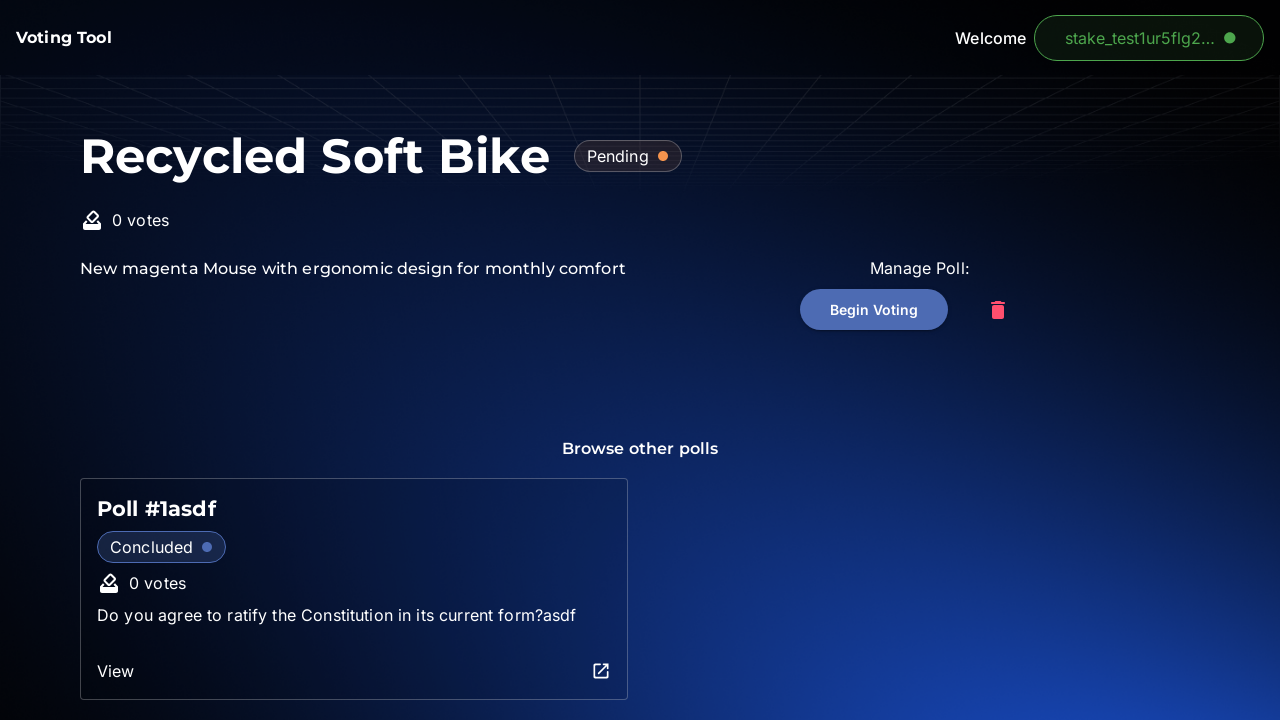 Voting Tool
Welcome
stake_test1ur5flg2...
Recycled Soft Bike
Pending
0 votes
New magenta Mouse with ergonomic design for monthly comfort
Manage Poll:
Begin Voting
Browse other polls
Poll #1asdf
Concluded
0 votes
Do you agree to ratify the Constitution in its current form?asdf
View